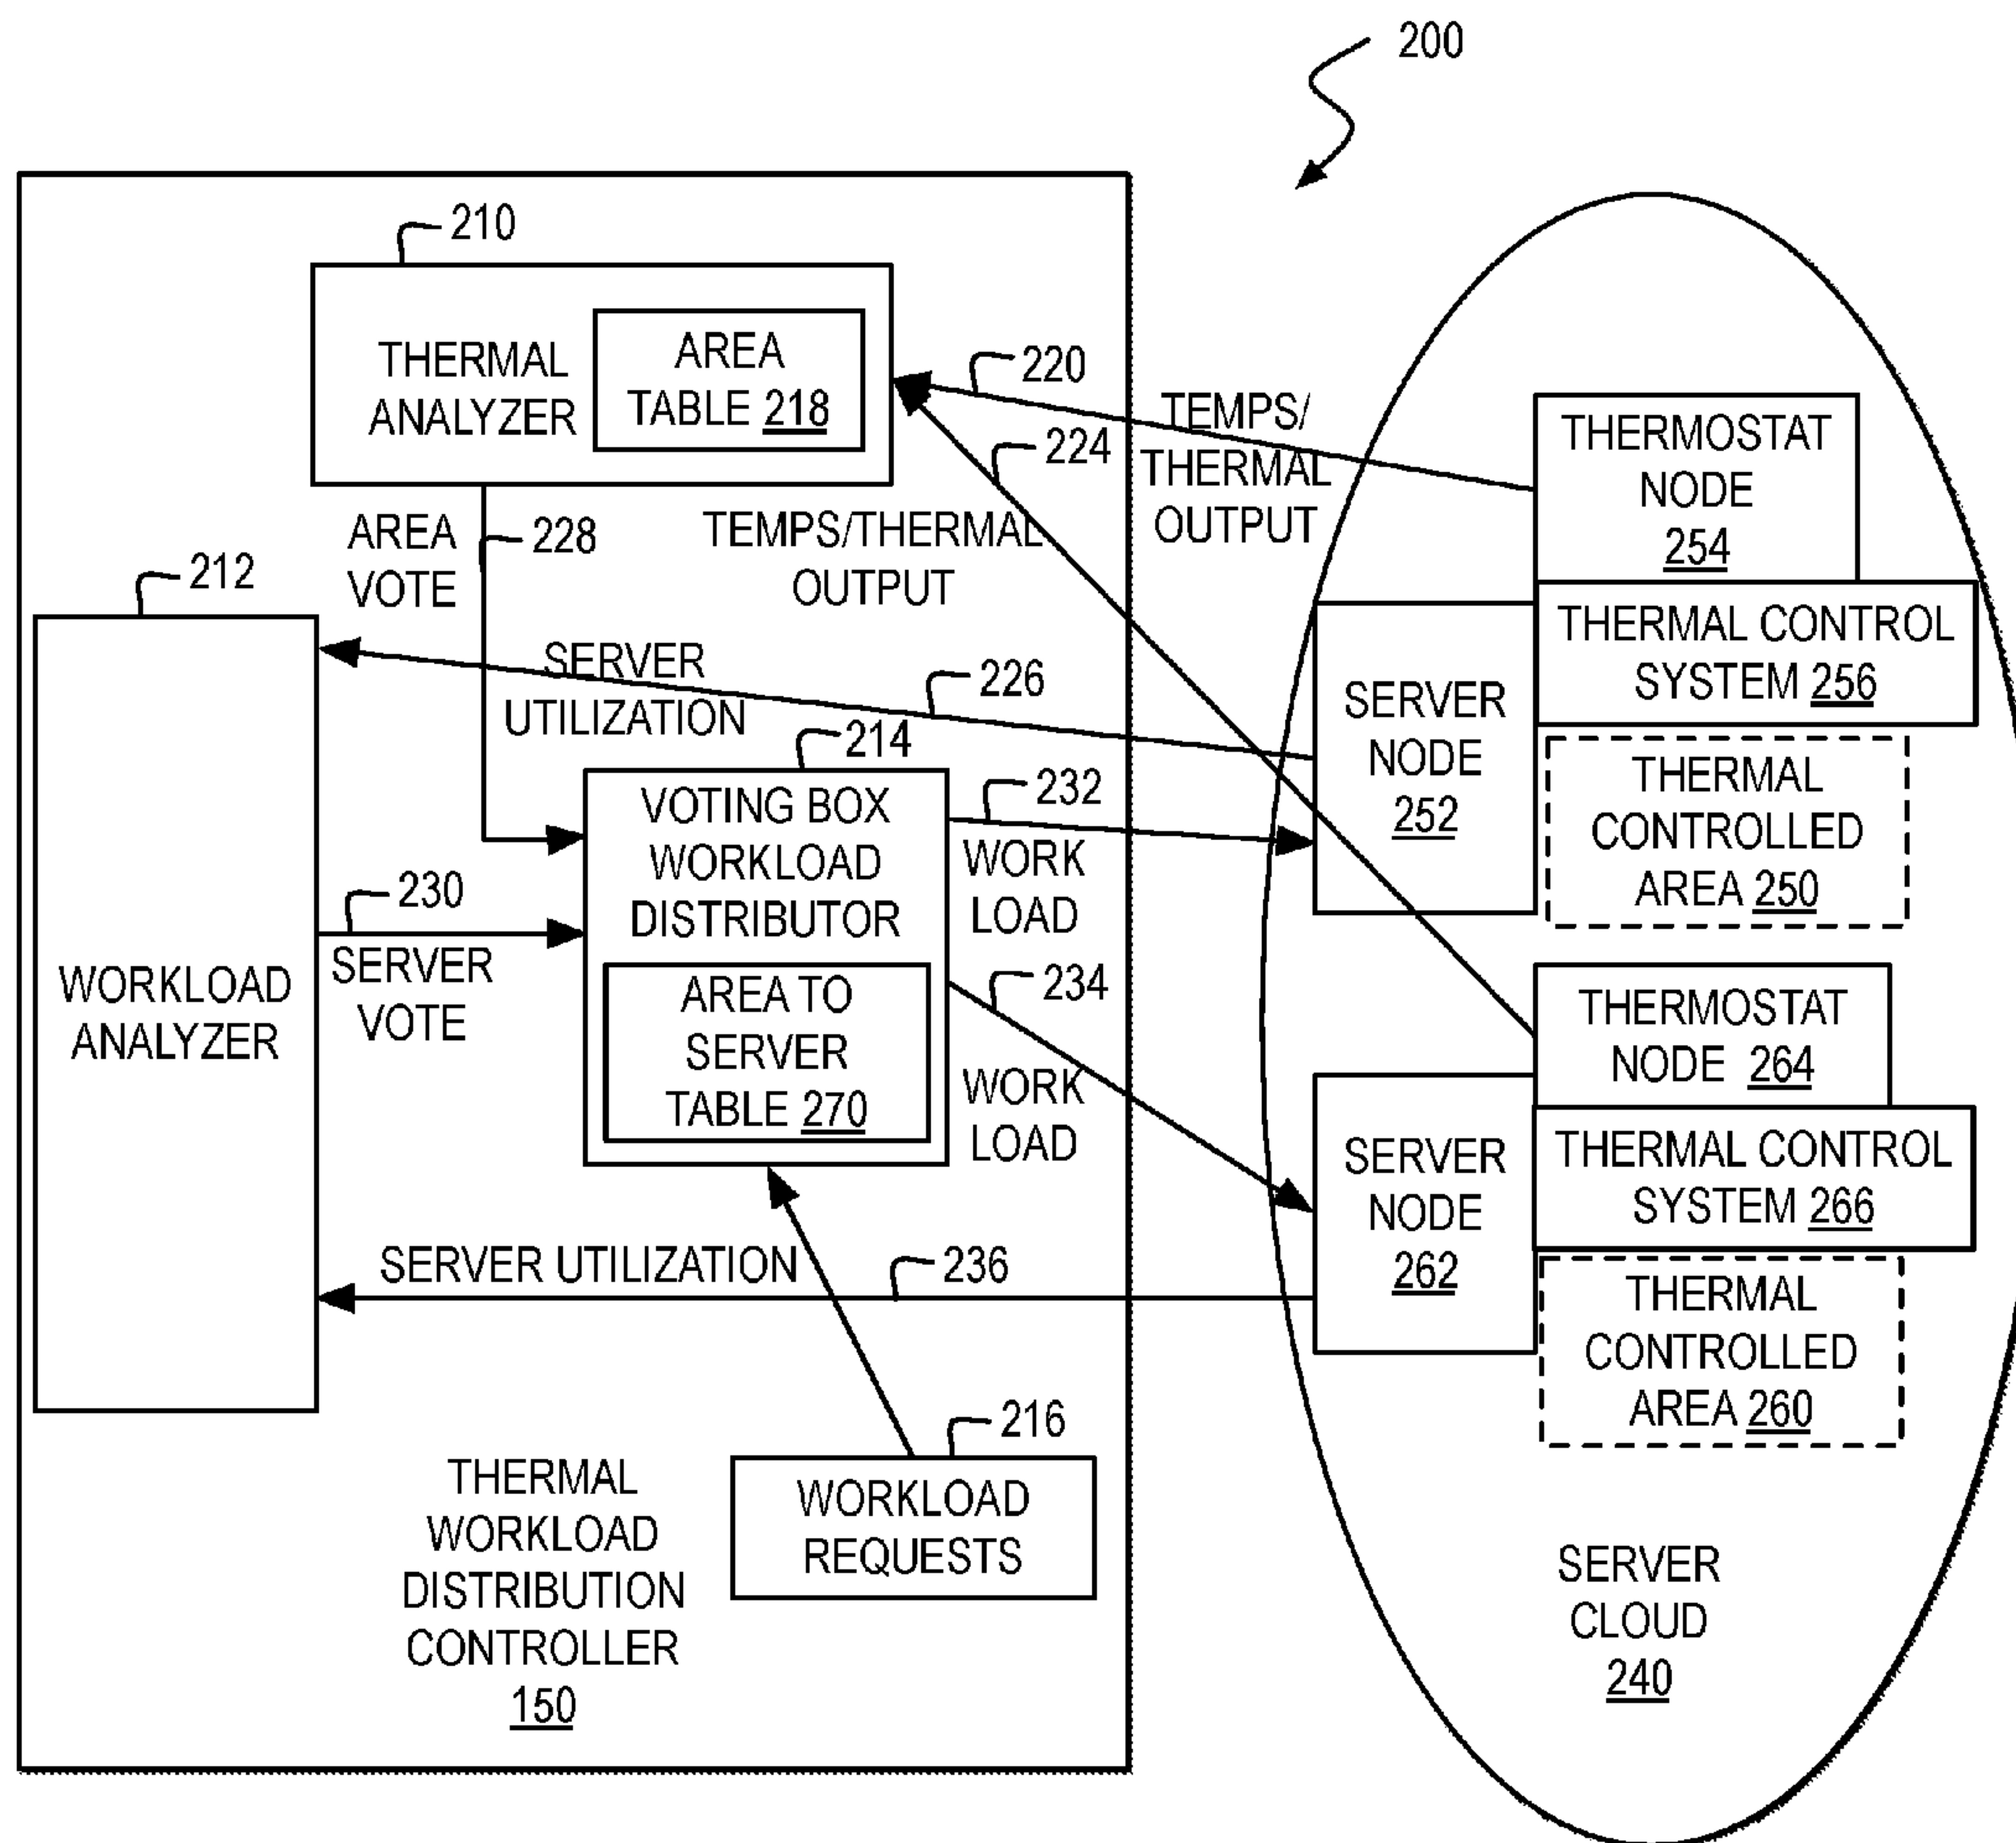 200
210
THERMAL
ANALYZER
AREA
TABLE 218
220
224
TEMPS/
THERMAL
OUTPUT
THERMOSTAT
NODE
254
212
AREA
VOTE
228
TEMPS/THERMAL
OUTPUT
THERMAL CONTROL
SYSTEM 256
SERVER
UTILIZATION
226
SERVER
NODE
252
THERMAL
CONTROLLED
AREA 250
214
VOTING BOX
WORKLOAD
DISTRIBUTOR
232
WORK
LOAD
230
SERVER
VOTE
WORKLOAD
ANALYZER
AREA TO
SERVER
TABLE 270
234
WORK
LOAD
THERMOSTAT
NODE 264
SERVER
NODE
262
THERMAL CONTROL
SYSTEM 266
THERMAL
CONTROLLED
AREA 260
SERVER UTILIZATION
236
216
WORKLOAD
REQUESTS
THERMAL
WORKLOAD
DISTRIBUTION
CONTROLLER
150
SERVER
CLOUD
240